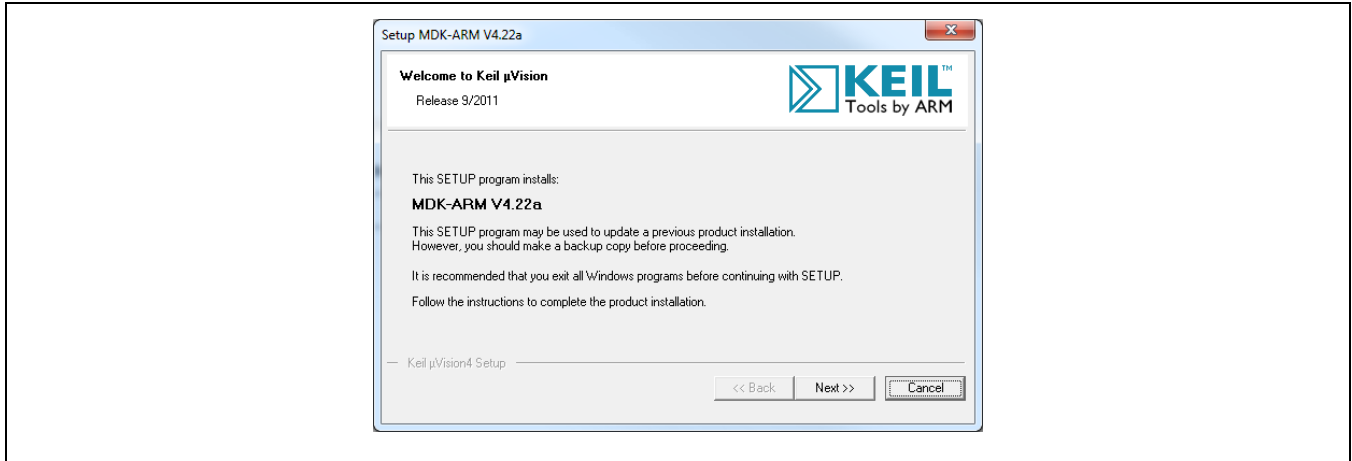 Setup MDK-ARM V4.22a
Welcome to Keil µVision
Release 9/2011
KEIL™
Tools by ARM
This SETUP program installs:
MDK-ARM V4.22a
This SETUP program may be used to update a previous product installation.
However, you should make a backup copy before proceeding.
It is recommended that you exit all Windows programs before continuing with SETUP.
Follow the instructions to complete the product installation.
Keil µVision4 Setup
<< Back Next >> Cancel